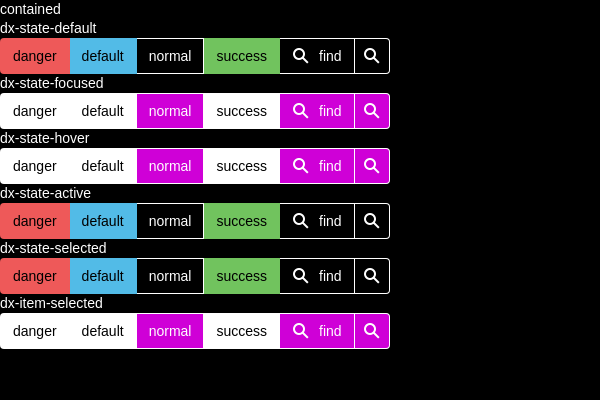 contained
dx-state-default
danger default normal success find
dx-state-focused
danger default normal success find
dx-state-hover
danger default normal success find
dx-state-active
danger default normal success find
dx-state-selected
danger default normal success find
dx-item-selected
danger default normal success find